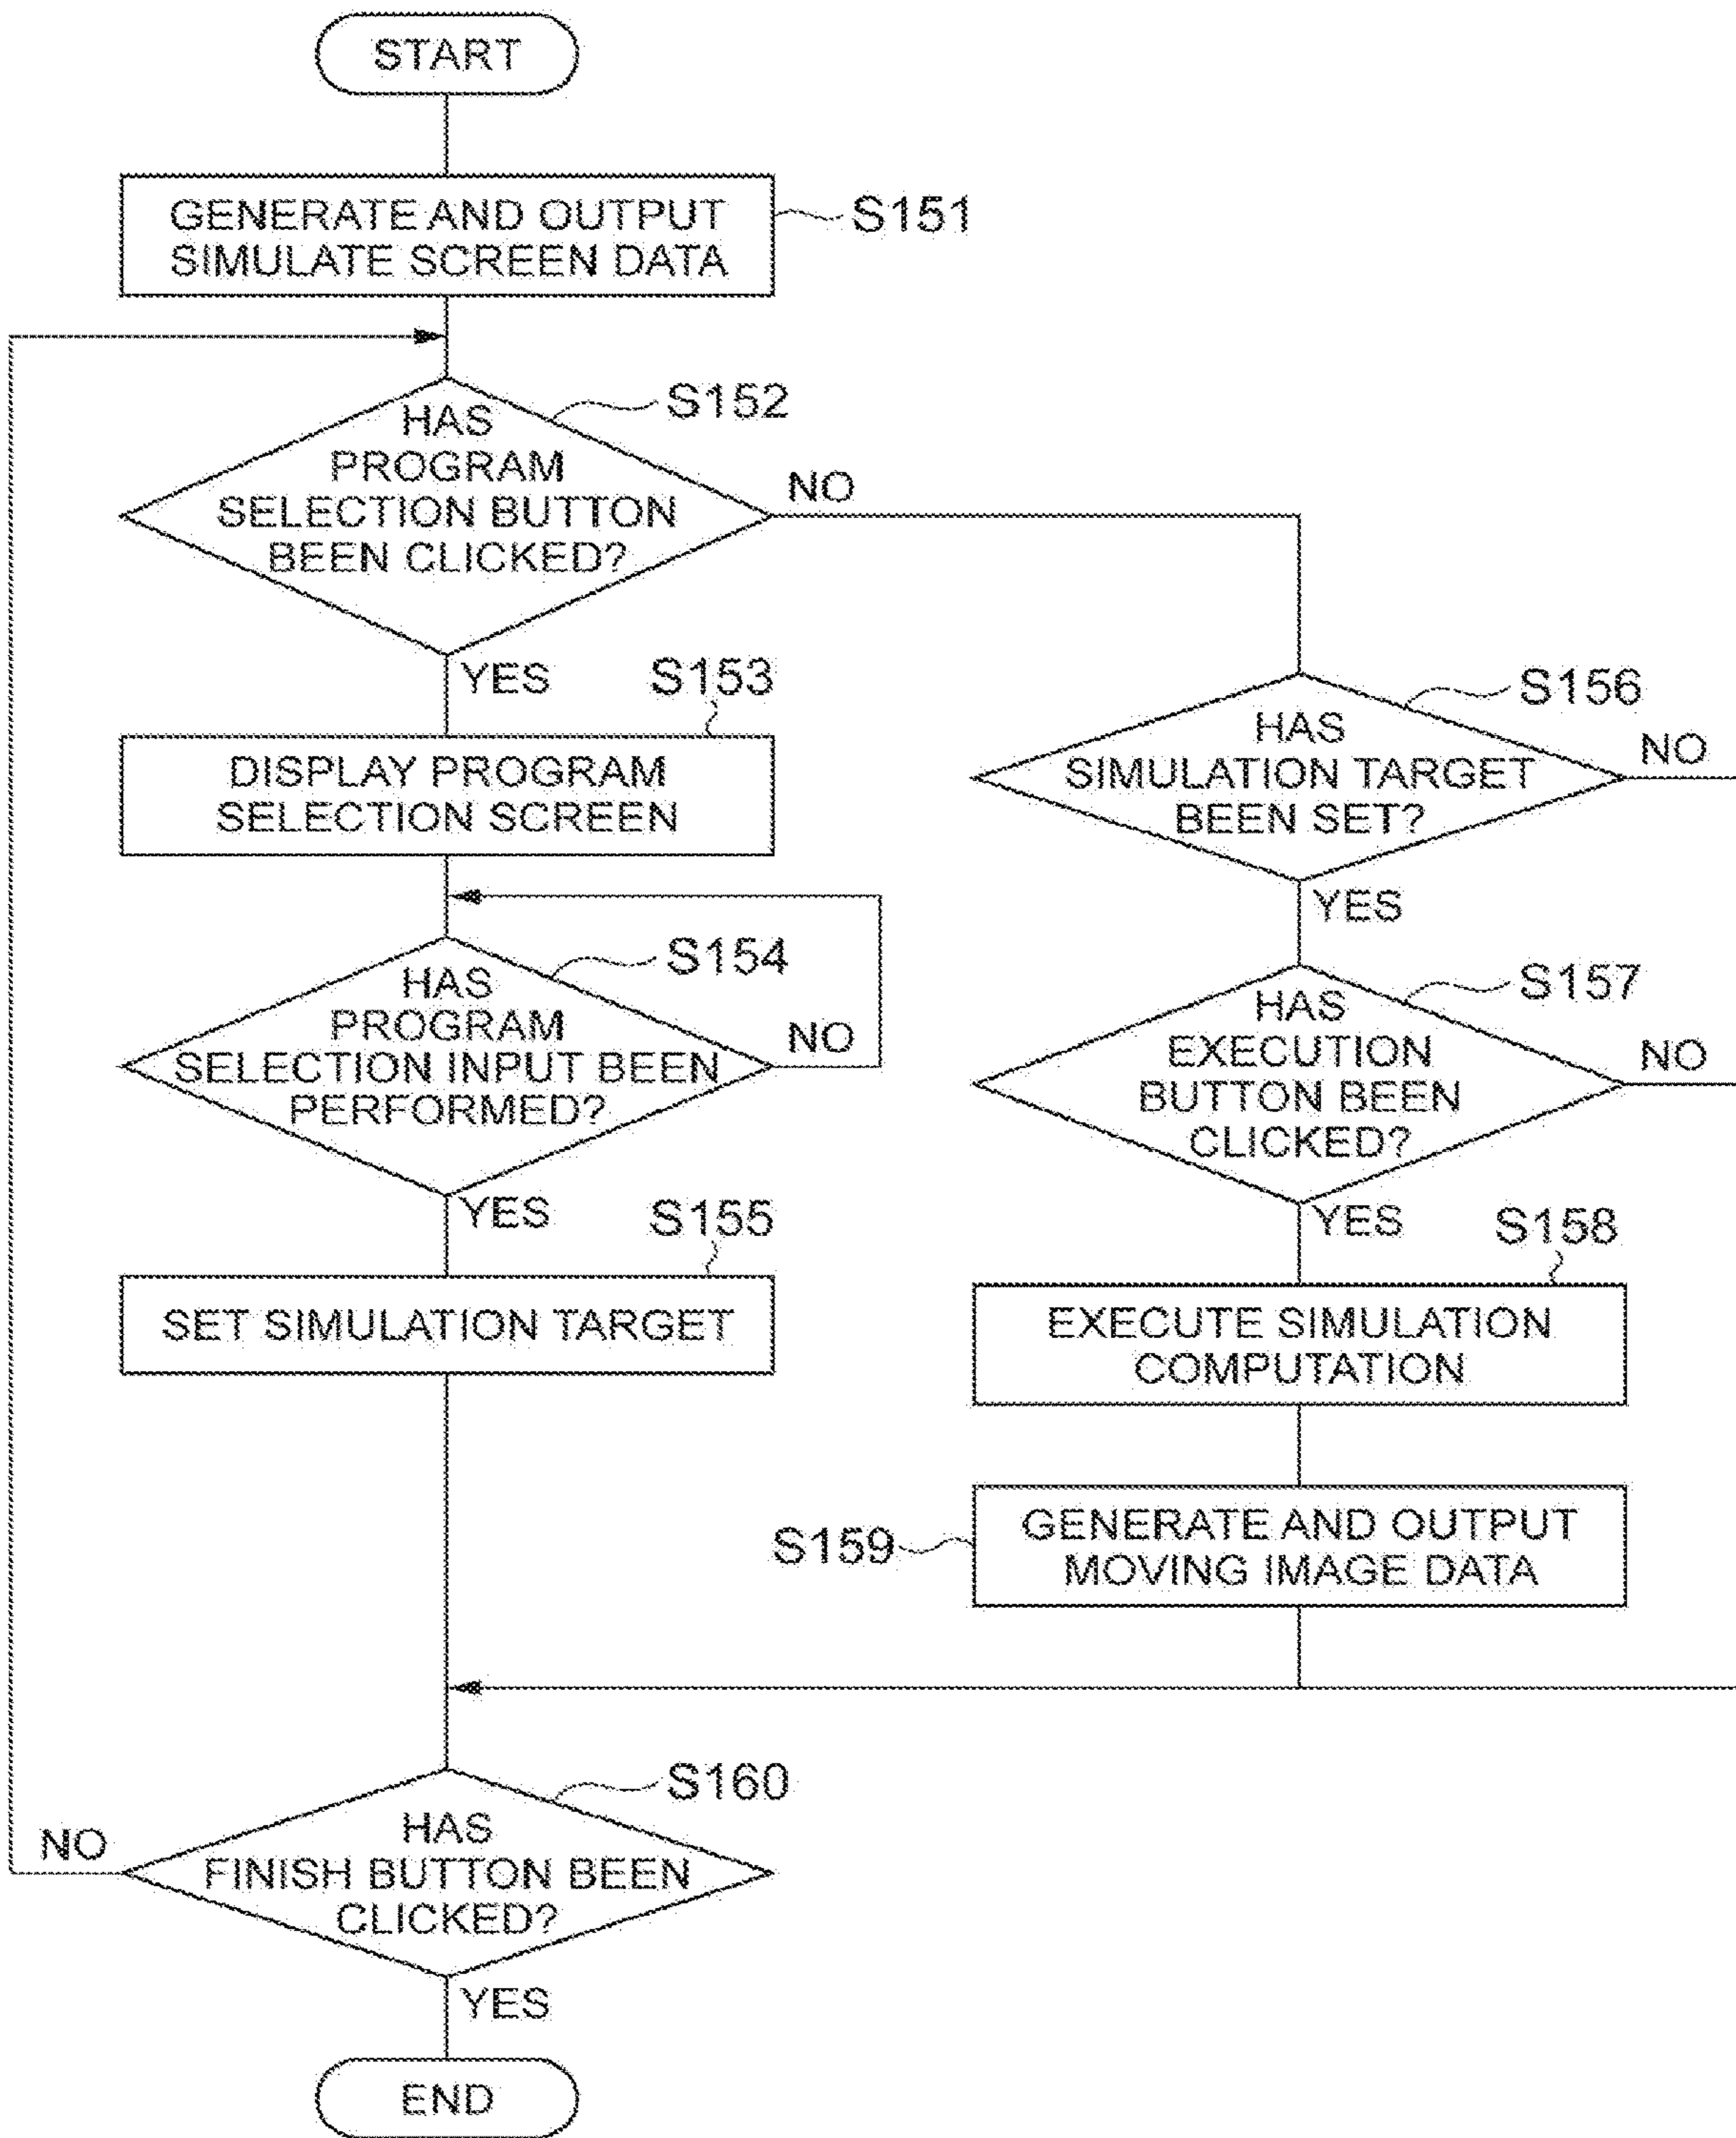 START
GENERATE AND OUTPUT
SIMULATE SCREEN DATA
S151
HAS
PROGRAM
SELECTION BUTTON
BEEN CLICKED?
S152
NO
YES
S153
DISPLAY PROGRAM
SELECTION SCREEN
HAS
PROGRAM
SELECTION INPUT BEEN
PERFORMED?
S154
NO
YES
S155
SET SIMULATION TARGET
S156
HAS
SIMULATION TARGET
BEEN SET?
NO
YES
S157
HAS
EXECUTION
BUTTON BEEN
CLICKED?
NO
YES
S158
EXECUTE SIMULATION
COMPUTATION
S159
GENERATE AND OUTPUT
MOVING IMAGE DATA
S160
HAS
FINISH BUTTON BEEN
CLICKED?
NO
YES
END